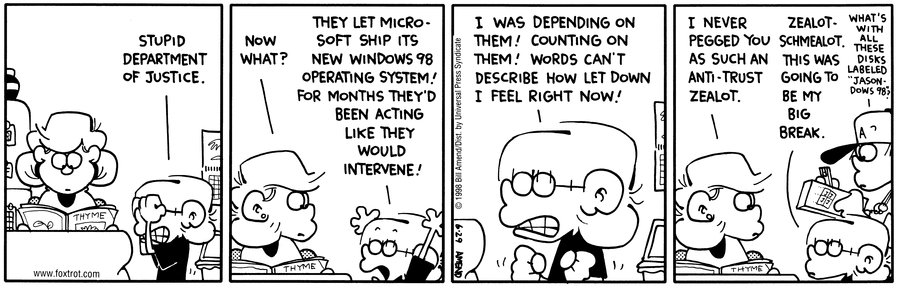 STUPID
DEPARTMENT
OF JUSTICE.
THYME
www.foxtrot.com
NOW
WHAT?
THEY LET MICRO-
SOFT SHIP ITS
NEW WINDOWS 98
OPERATING SYSTEM!
FOR MONTHS THEY'D
BEEN ACTING
LIKE THEY
WOULD
INTERVENE!
THYME
© 1998 Bill Amend/Dist. by Universal Press Syndicate
I WAS DEPENDING ON
THEM! COUNTING ON
THEM! WORDS CAN'T
DESCRIBE HOW LET DOWN
I FEEL RIGHT NOW!
I NEVER
PEGGED YOU
AS SUCH AN
ANTI-TRUST
ZEALOT.
ZEALOT-
SCHMEALOT.
THIS WAS
GOING TO
BE MY
BIG
BREAK.
WHAT'S
WITH
ALL
THESE
DISKS
LABELED
"JASON-
DOWS 98"?
THYME